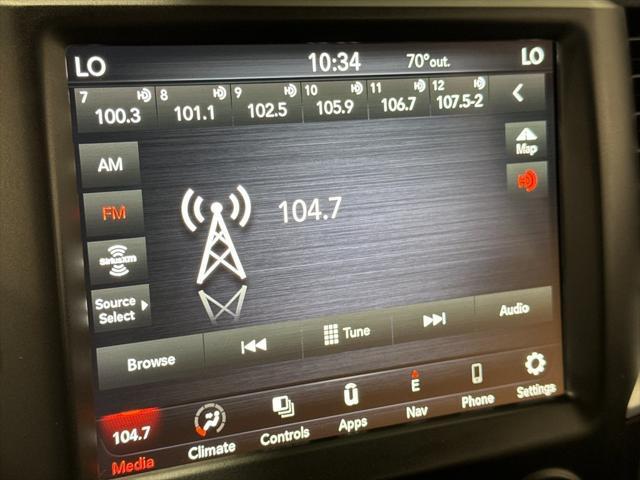 LO 10:34 70°out. LO
7 8 9 10 11 12
100.3 101.1 102.5 105.9 106.7 107.5-2
AM
Map
FM
104.7
SiriusXM
Source
Select
Browse Tune Audio
E
104.7
Media Climate Controls Apps Nav Phone Settings